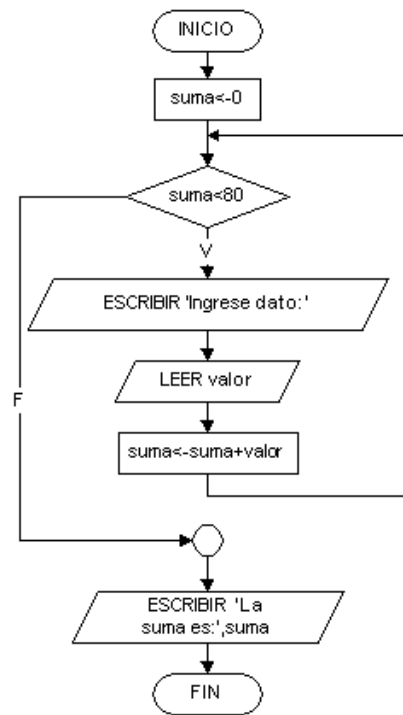 INICIO
suma<-0
suma<80
V
ESCRIBIR 'Ingrese dato:'
LEER valor
F
suma<-suma+valor
ESCRIBIR 'La
suma es:',suma
FIN